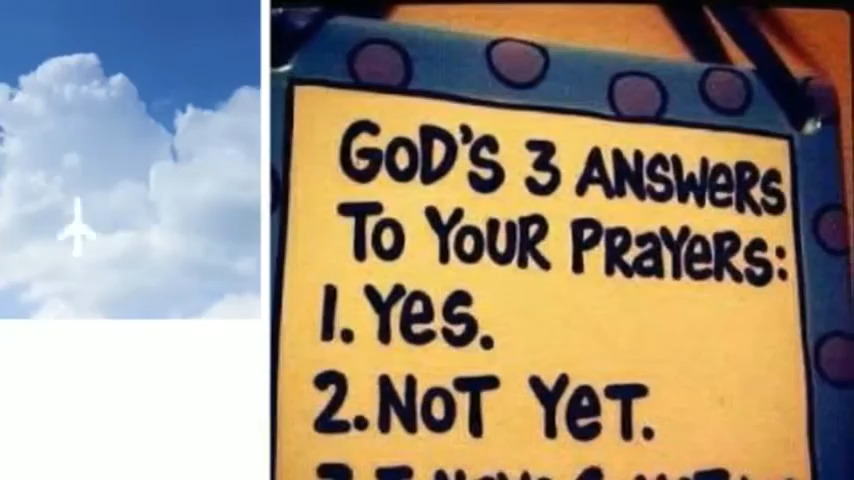 GOD'S 3 ANSWERS
TO YOUR PRAYERS:
1. YES.
2. NOT YET.